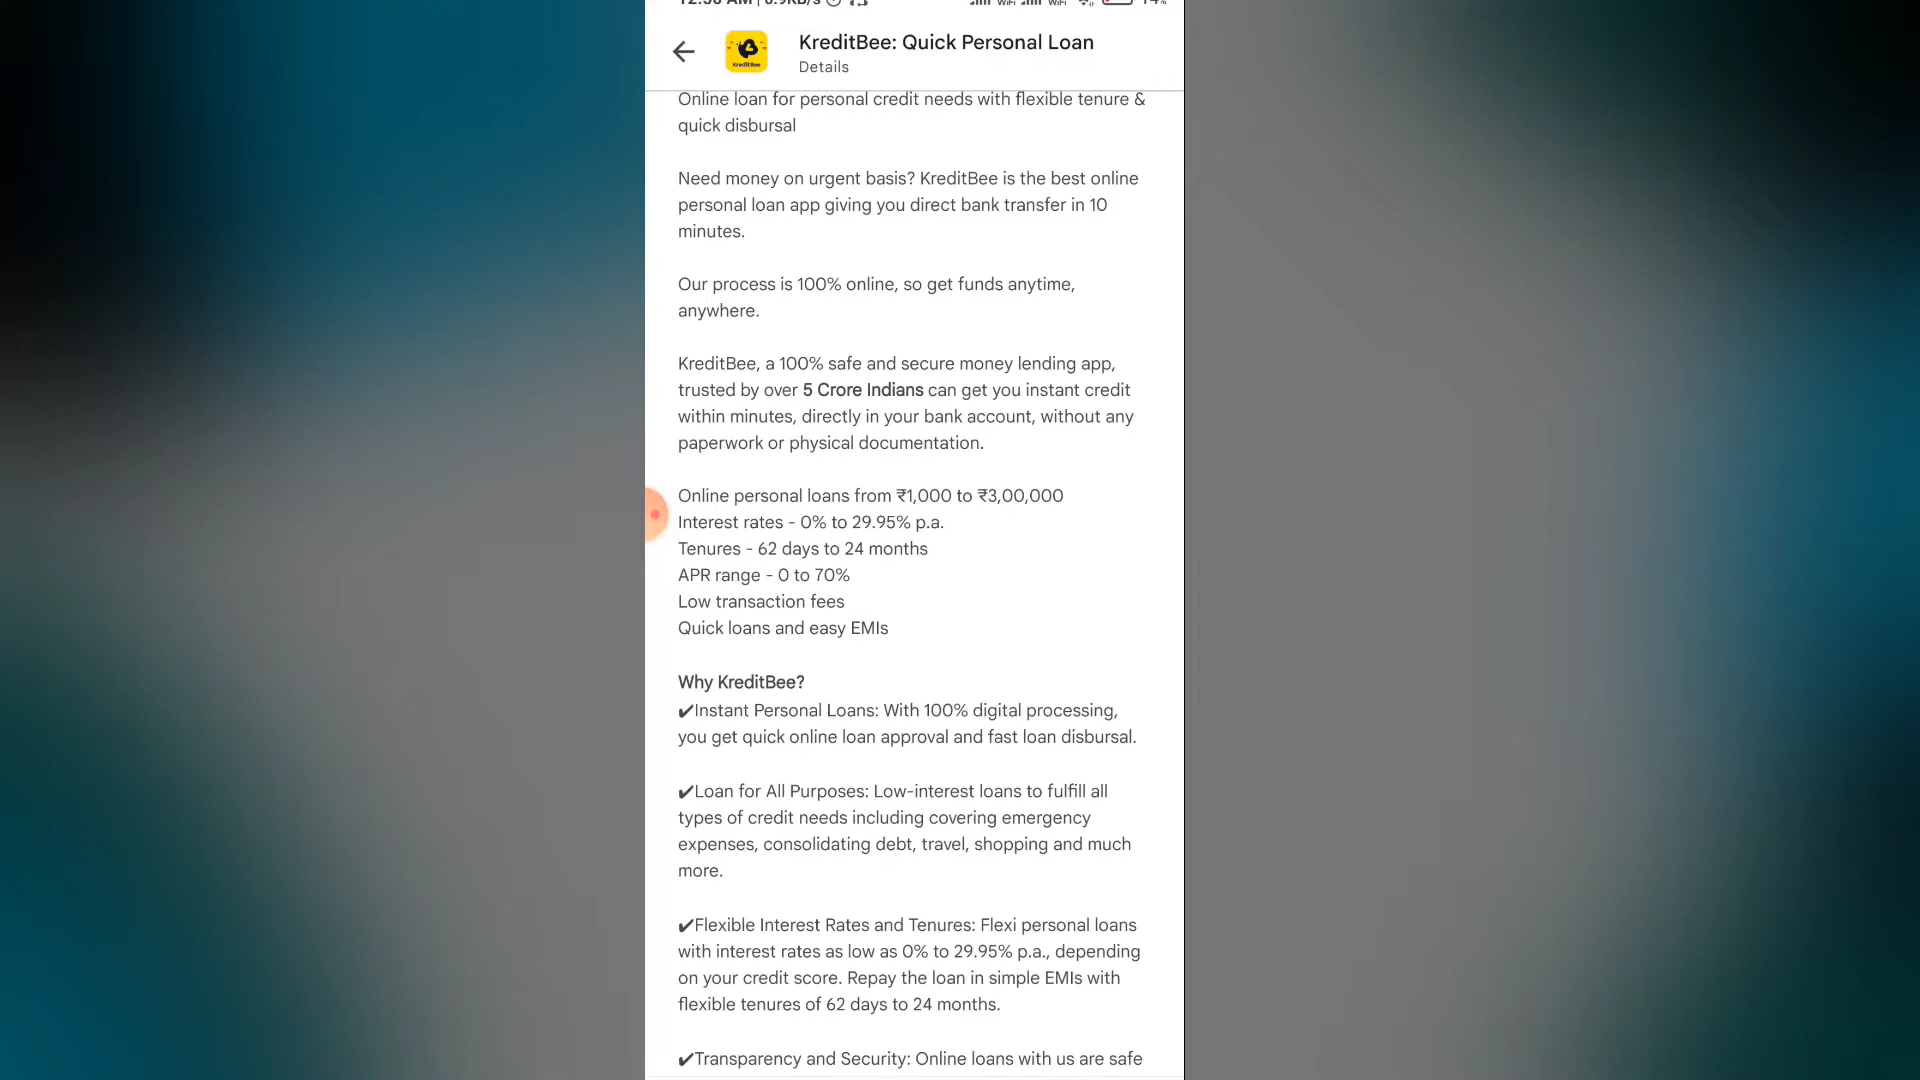 KreditBee: Quick Personal Loan
Details
KreditBee
Online loan for personal credit needs with flexible tenure &
quick disbursal
Need money on urgent basis? KreditBee is the best online
personal loan app giving you direct bank transfer in 10
minutes.
Our process is 100% online, so get funds anytime,
anywhere.
KreditBee, a 100% safe and secure money lending app,
trusted by over 5 Crore Indians can get you instant credit
within minutes, directly in your bank account, without any
paperwork or physical documentation.
Online personal loans from ₹1,000 to ₹3,00,000
Interest rates - 0% to 29.95% p.a.
Tenures - 62 days to 24 months
APR range - 0 to 70%
Low transaction fees
Quick loans and easy EMIs
Why KreditBee?
✔Instant Personal Loans: With 100% digital processing,
you get quick online loan approval and fast loan disbursal.
✔Loan for All Purposes: Low-interest loans to fulfill all
types of credit needs including covering emergency
expenses, consolidating debt, travel, shopping and much
more.
✔Flexible Interest Rates and Tenures: Flexi personal loans
with interest rates as low as 0% to 29.95% p.a., depending
on your credit score. Repay the loan in simple EMIs with
flexible tenures of 62 days to 24 months.
✔Transparency and Security: Online loans with us are safe